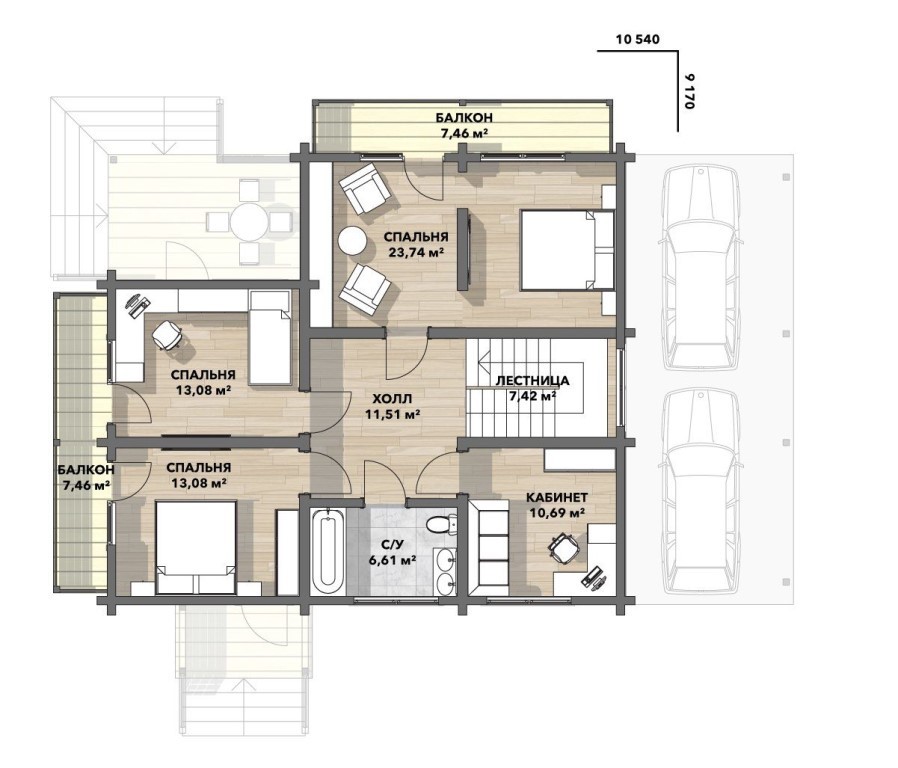 10 540
9 170
БАЛКОН
7,46 м²
СПАЛЬНЯ
23,74 м²
СПАЛЬНЯ
13,08 м²
ХОЛЛ
11,51 м²
ЛЕСТНИЦА
7,42 м²
БАЛКОН
7,46 м²
СПАЛЬНЯ
13,08 м²
КАБИНЕТ
10,69 м²
С/У
6,61 м²